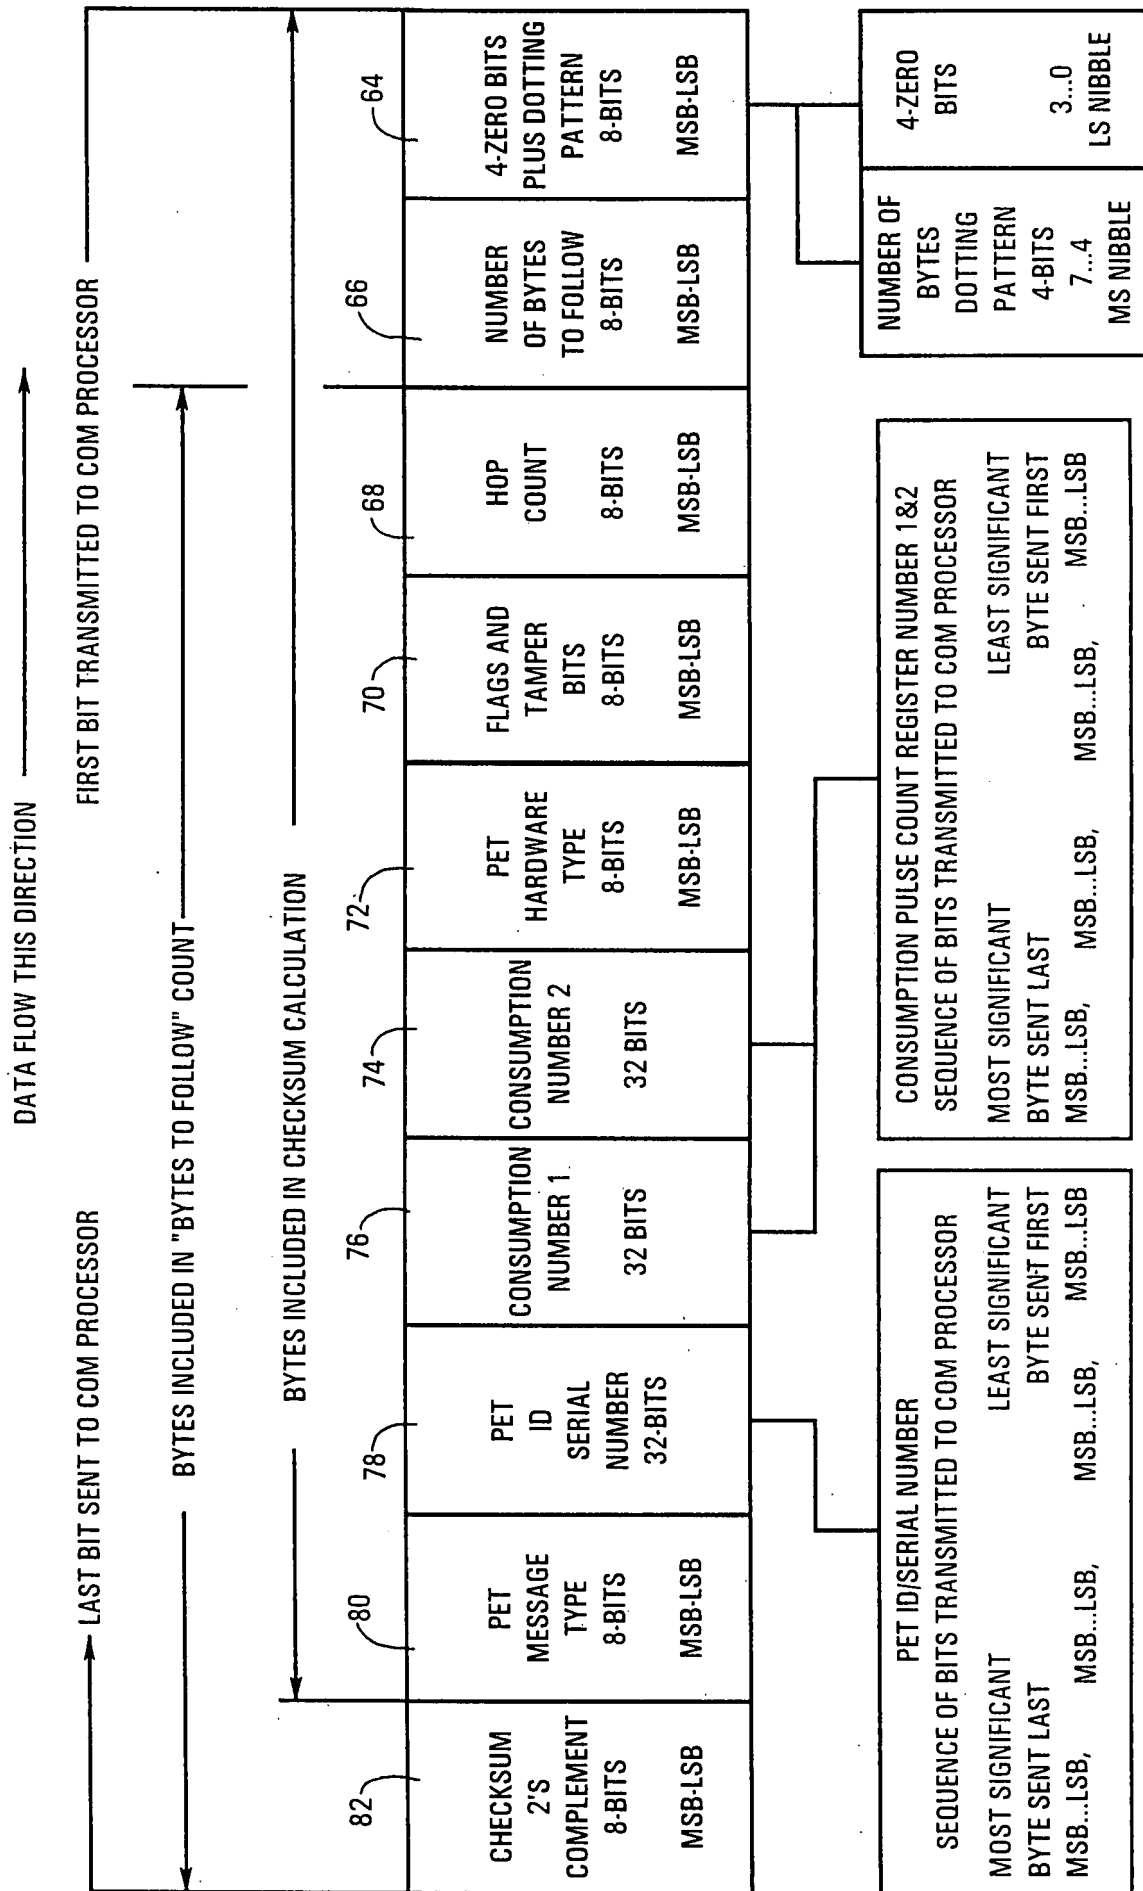 DATA FLOW THIS DIRECTION
LAST BIT SENT TO COM PROCESSOR
FIRST BIT TRANSMITTED TO COM PROCESSOR
BYTES INCLUDED IN "BYTES TO FOLLOW" COUNT
BYTES INCLUDED IN CHECKSUM CALCULATION
82
CHECKSUM
2'S
COMPLEMENT
8-BITS
MSB-LSB
80
PET
MESSAGE
TYPE
8-BITS
MSB-LSB
78
PET
ID
SERIAL
NUMBER
32-BITS
76
CONSUMPTION
NUMBER 1
32 BITS
74
CONSUMPTION
NUMBER 2
32 BITS
72
PET
HARDWARE
TYPE
8-BITS
MSB-LSB
70
FLAGS AND
TAMPER
BITS
8-BITS
MSB-LSB
68
HOP
COUNT
8-BITS
MSB-LSB
66
NUMBER
OF BYTES
TO FOLLOW
8-BITS
MSB-LSB
64
4-ZERO BITS
PLUS DOTTING
PATTERN
8-BITS
MSB-LSB
PET ID/SERIAL NUMBER
SEQUENCE OF BITS TRANSMITTED TO COM PROCESSOR
MOST SIGNIFICANT LEAST SIGNIFICANT
BYTE SENT LAST BYTE SENT FIRST
MSB...LSB, MSB...LSB, MSB...LSB, MSB...LSB
CONSUMPTION PULSE COUNT REGISTER NUMBER 1&2
SEQUENCE OF BITS TRANSMITTED TO COM PROCESSOR
MOST SIGNIFICANT LEAST SIGNIFICANT
BYTE SENT LAST BYTE SENT FIRST
MSB...LSB, MSB...LSB, MSB...LSB, MSB...LSB
NUMBER OF
BYTES
DOTTING
PATTERN
4-BITS
7...4
MS NIBBLE
4-ZERO
BITS
3...0
LS NIBBLE